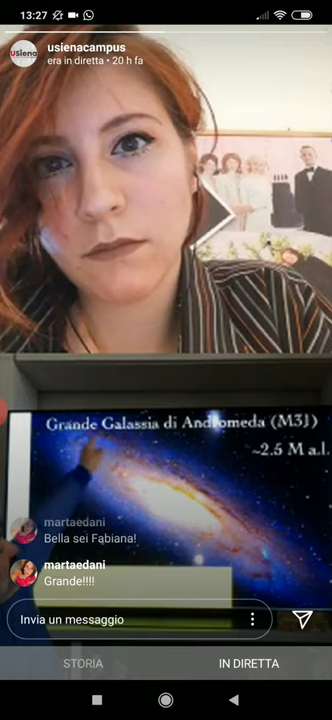 13:27
usienacampus
era in diretta • 20 h fa
USiena
Grande Galassia di Andromeda (M31)
~2.5 M a.l.
martaedani
Bella sei Fabiana!
martaedani
Grande!!!!
Invia un messaggio
STORIA
IN DIRETTA